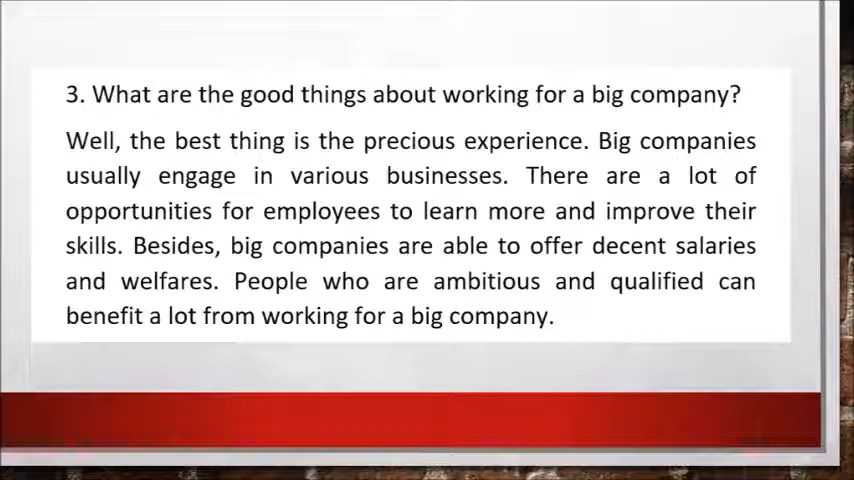 3. What are the good things about working for a big company?
Well, the best thing is the precious experience. Big companies
usually engage in various businesses. There are a lot of
opportunities for employees to learn more and improve their
skills. Besides, big companies are able to offer decent salaries
and welfares. People who are ambitious and qualified can
benefit a lot from working for a big company.